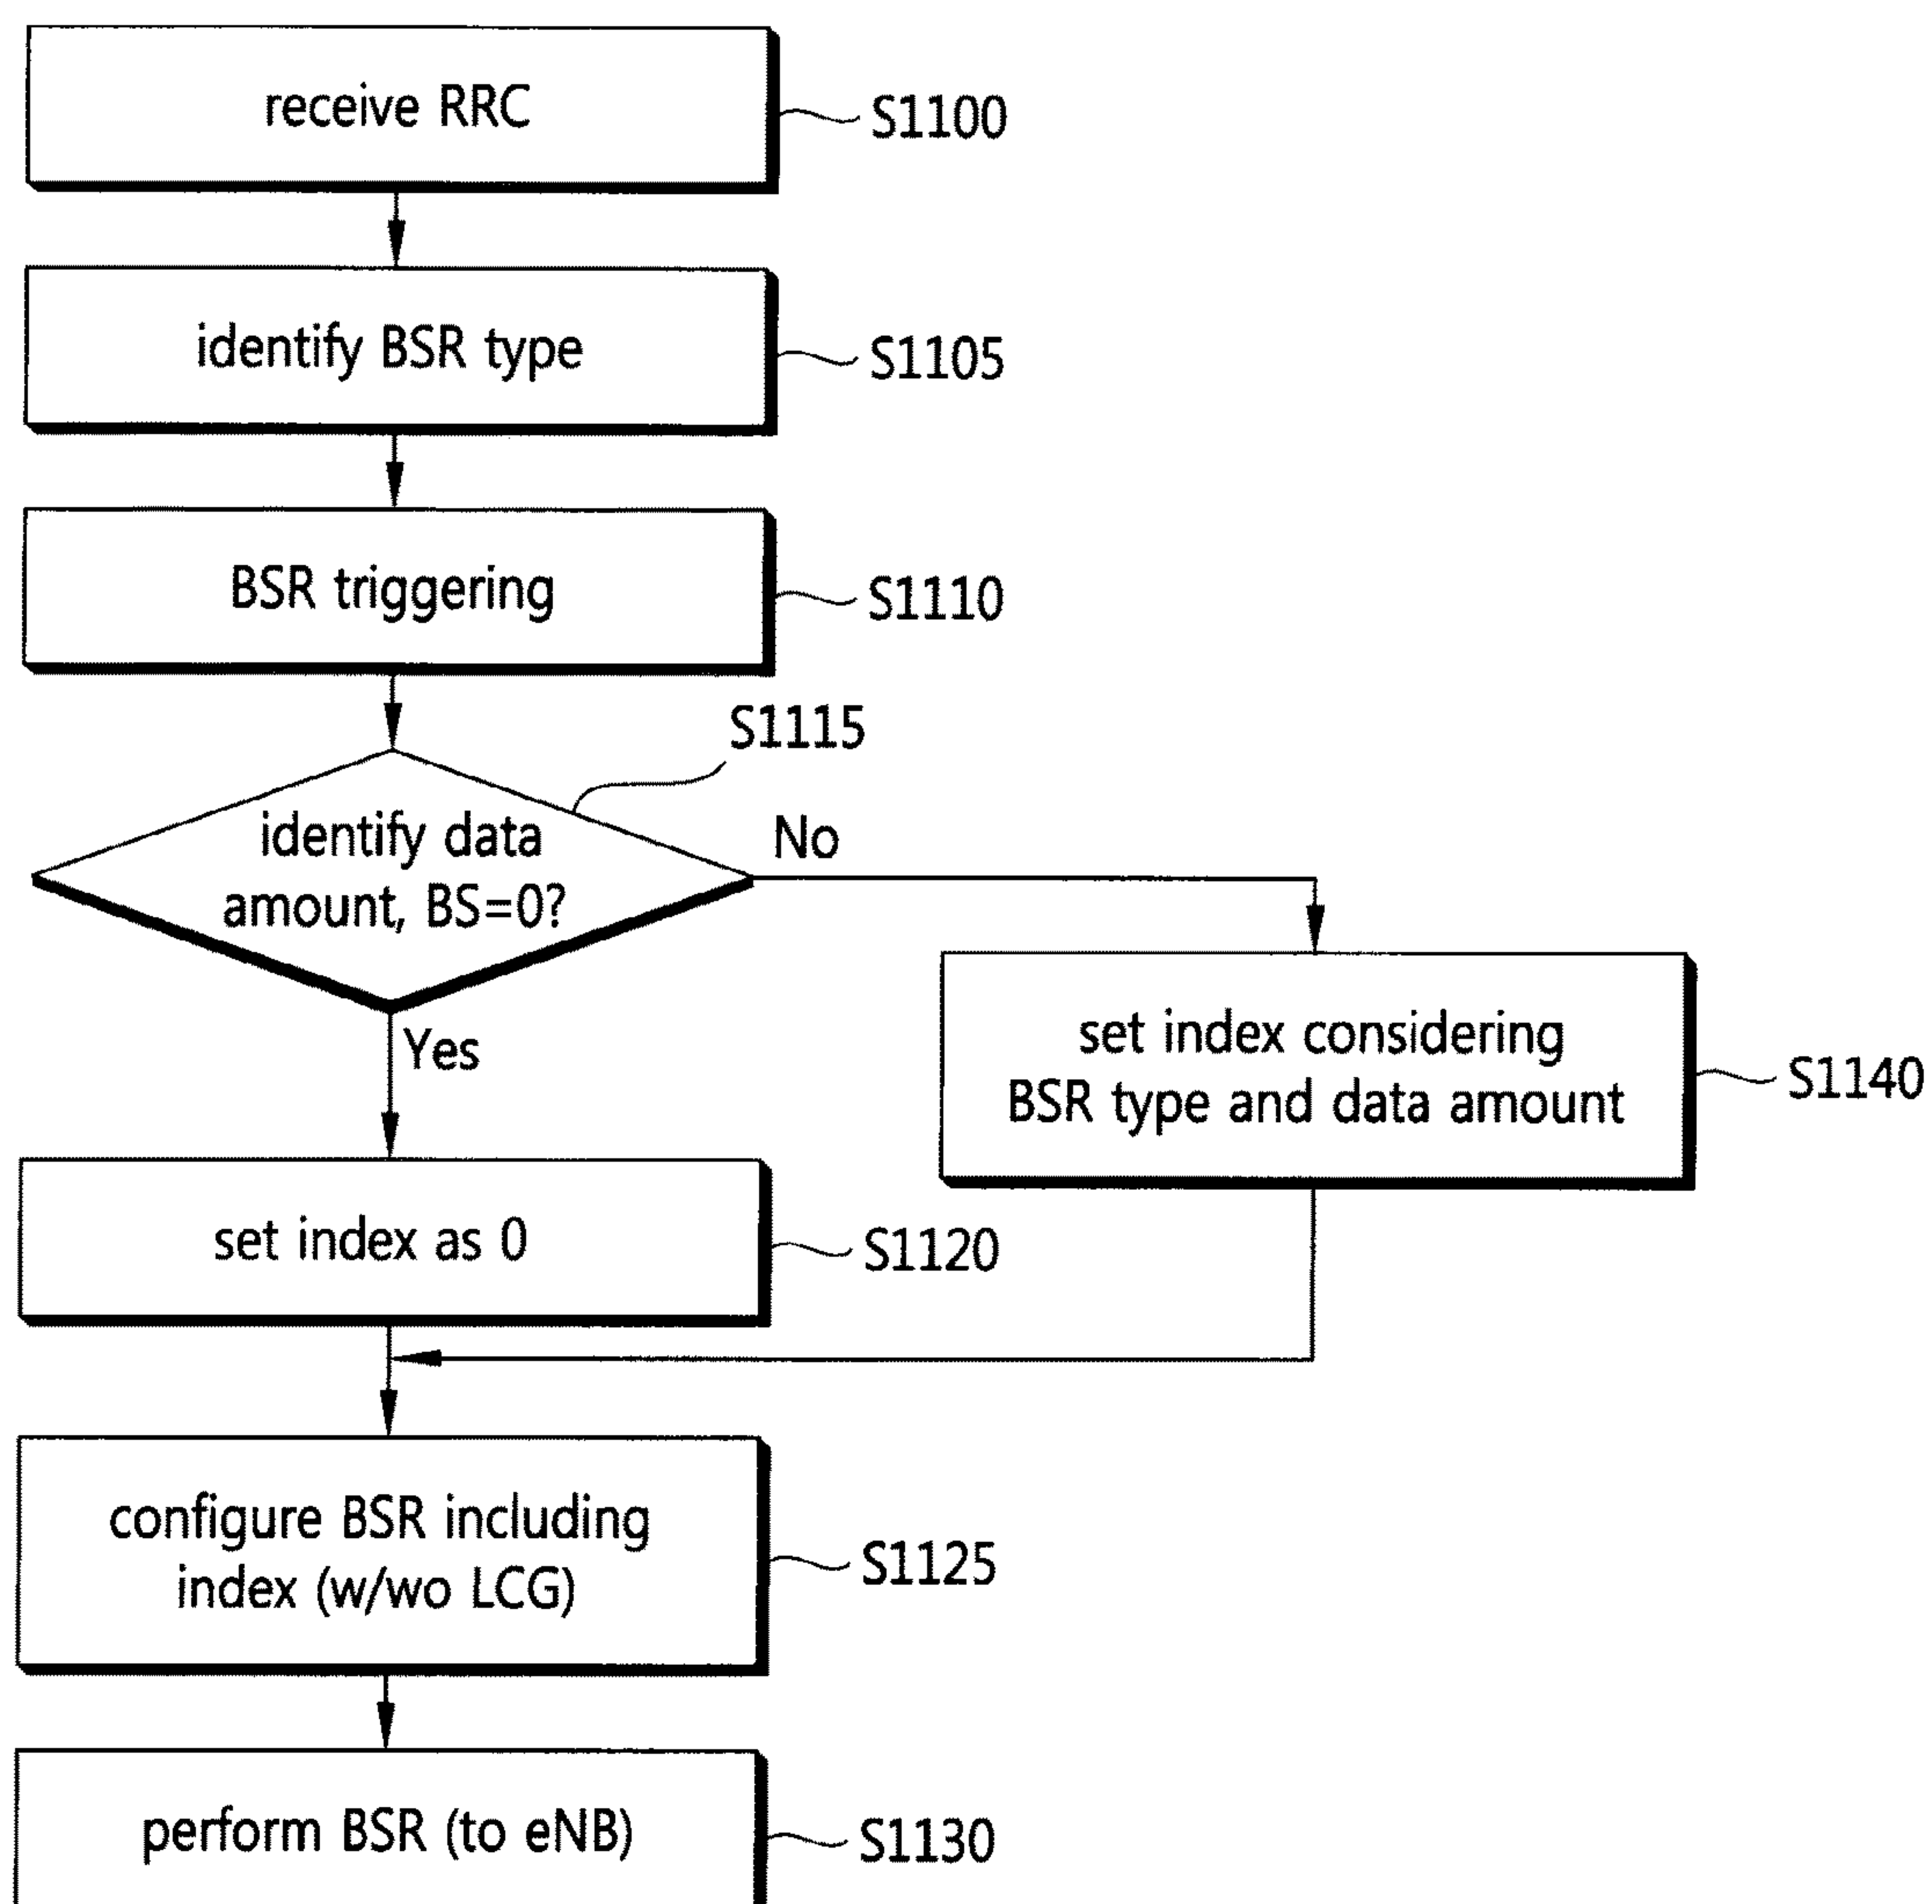 receive RRC
S1100
identify BSR type
S1105
BSR triggering
S1110
S1115
identify data
amount, BS=0?
No
Yes
set index considering
BSR type and data amount
S1140
set index as 0
S1120
configure BSR including
index (w/wo LCG)
S1125
perform BSR (to eNB)
S1130